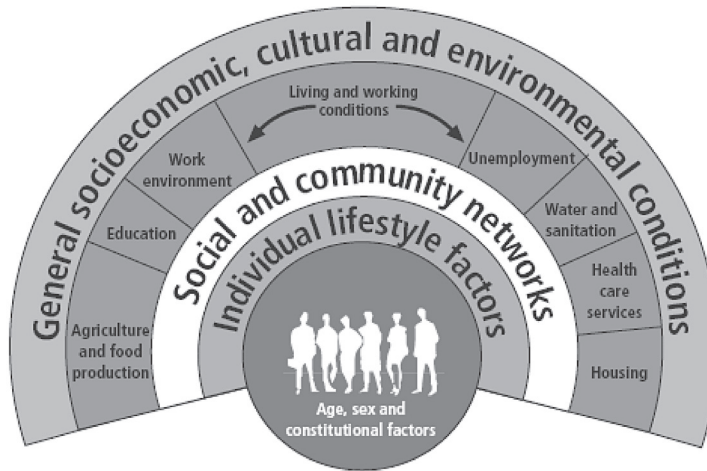 General socioeconomic, cultural and environmental conditions
Living and working
conditions
Work
environment
Unemployment
Education
Water and
sanitation
Agriculture
and food
production
Health
care
services
Housing
Social and community networks
Individual lifestyle factors
Age, sex and
constitutional factors